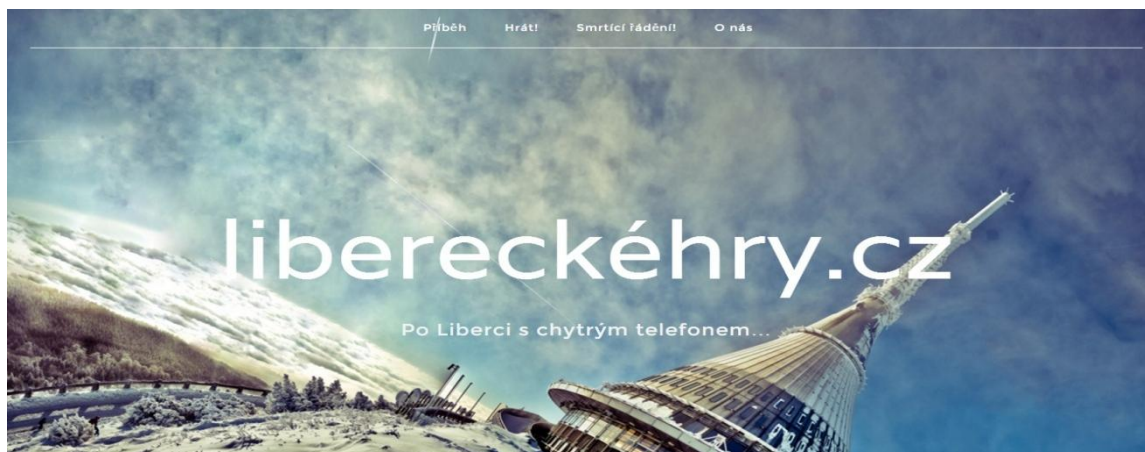 Příběh Hrát! Smrtící řádění! O nás
libereckéhry.cz
Po Liberci s chytrým telefonem...